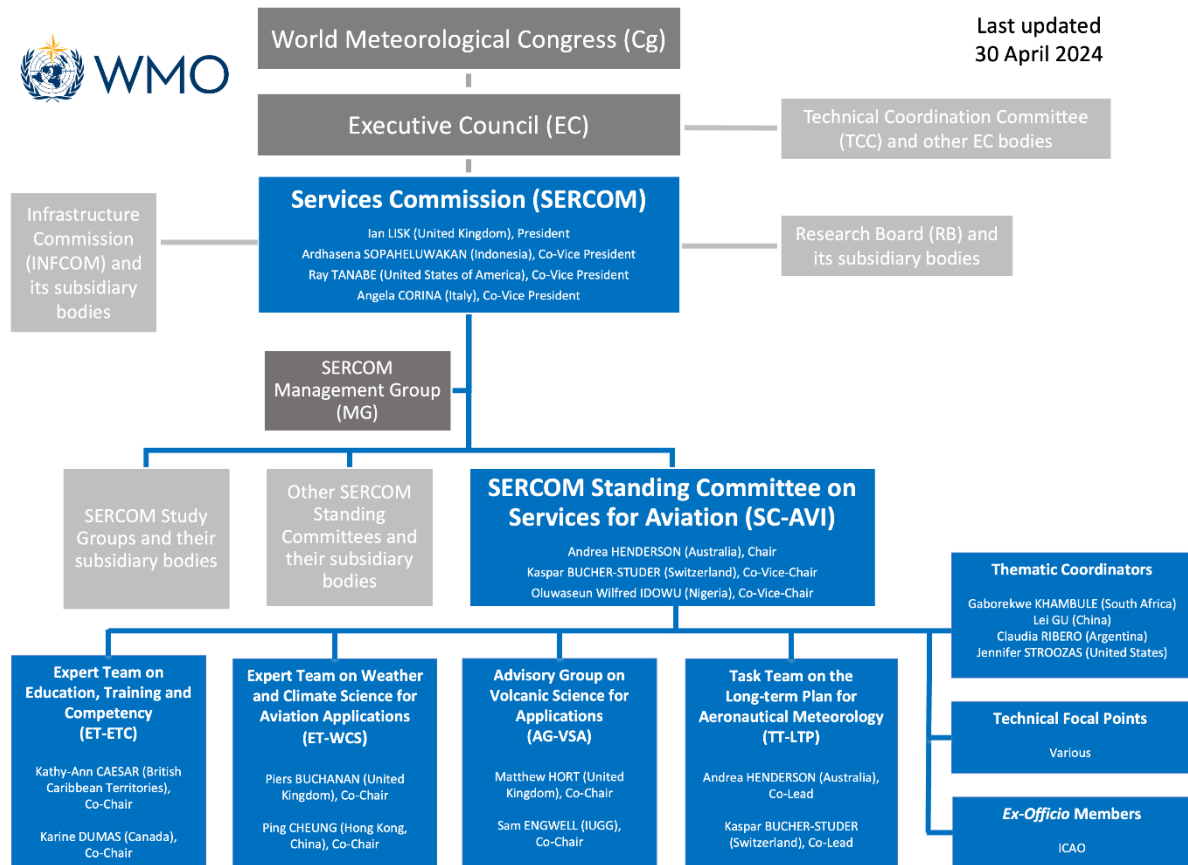 WMO
World Meteorological Congress (Cg)
Last updated
30 April 2024
Executive Council (EC)
Technical Coordination Committee
(TCC) and other EC bodies
Services Commission (SERCOM)
Ian LISK (United Kingdom), President
Ardhasena SOPAHELUWAKAN (Indonesia), Co-Vice President
Ray TANABE (United States of America), Co-Vice President
Angela CORINA (Italy), Co-Vice President
Infrastructure
Commission
(INFCOM) and
its subsidiary
bodies
Research Board (RB) and
its subsidiary bodies
SERCOM
Management Group
(MG)
SERCOM Study
Groups and their
subsidiary bodies
Other SERCOM
Standing
Committees and
their subsidiary
bodies
SERCOM Standing Committee on
Services for Aviation (SC-AVI)
Andrea HENDERSON (Australia), Chair
Kaspar BUCHER-STUDER (Switzerland), Co-Vice-Chair
Oluwaseun Wilfred IDOWU (Nigeria), Co-Vice-Chair
Thematic Coordinators
Gaborekwe KHAMBULE (South Africa)
Lei GU (China)
Claudia RIBERO (Argentina)
Jennifer STROOZAS (United States)
Expert Team on
Education, Training and
Competency
(ET-ETC)
Kathy-Ann CAESAR (British
Caribbean Territories),
Co-Chair
Karine DUMAS (Canada),
Co-Chair
Expert Team on Weather
and Climate Science for
Aviation Applications
(ET-WCS)
Piers BUCHANAN (United
Kingdom), Co-Chair
Ping CHEUNG (Hong Kong,
China), Co-Chair
Advisory Group on
Volcanic Science for
Applications
(AG-VSA)
Matthew HORT (United
Kingdom), Co-Chair
Sam ENGWELL (IUGG),
Co-Chair
Task Team on the
Long-term Plan for
Aeronautical Meteorology
(TT-LTP)
Andrea HENDERSON (Australia),
Co-Lead
Kaspar BUCHER-STUDER
(Switzerland), Co-Lead
Technical Focal Points
Various
Ex-Officio Members
ICAO